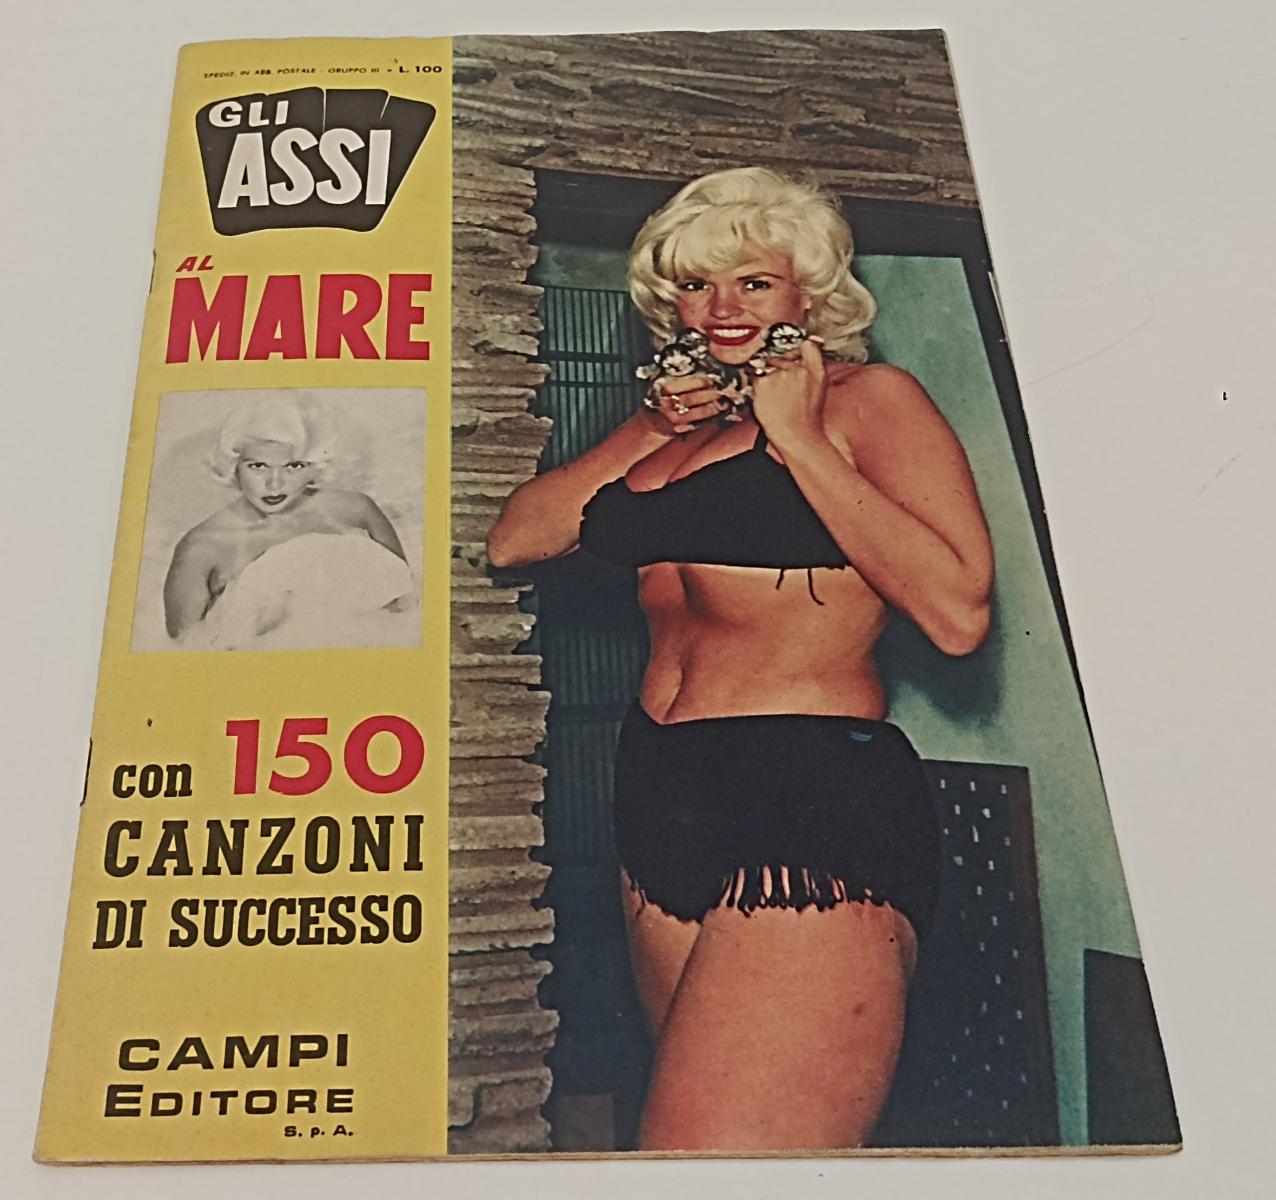 SPEDIZ. IN ABB. POSTALE - GRUPPO III - L. 100
GLI
ASSI
AL
MARE
con 150
CANZONI
DI SUCCESSO
CAMPI
EDITORE
S. p. A.